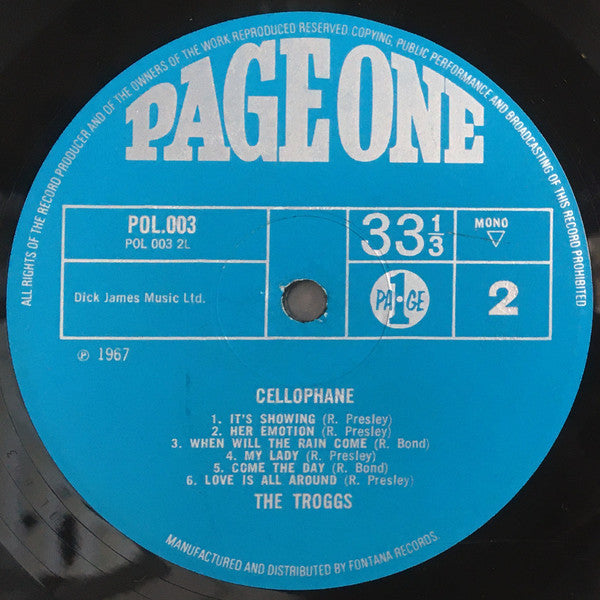 ALL RIGHTS OF THE RECORD PRODUCER AND OF THE OWNERS OF THE WORK REPRODUCED RESERVED COPYING, PUBLIC PERFORMANCE AND BROADCASTING OF THIS RECORD PROHIBITED
PAGE ONE
POL.003
POL 003 2L
33⅓
MONO
Dick James Music Ltd.
PA1GE
2
℗ 1967
CELLOPHANE
1. IT'S SHOWING (R. Presley)
2. HER EMOTION (R. Presley)
3. WHEN WILL THE RAIN COME (R. Bond)
4. MY LADY (R. Presley)
5. COME THE DAY (R. Bond)
6. LOVE IS ALL AROUND (R. Presley)
THE TROGGS
MANUFACTURED AND DISTRIBUTED BY FONTANA RECORDS.